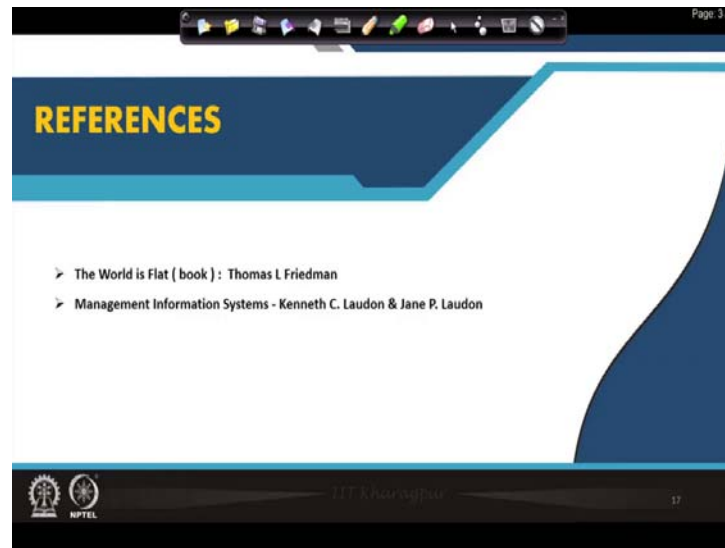 Page: 3
REFERENCES
➢ The World is Flat ( book ) : Thomas L Friedman
➢ Management Information Systems - Kenneth C. Laudon & Jane P. Laudon
IIT Kharagpur
NPTEL
17